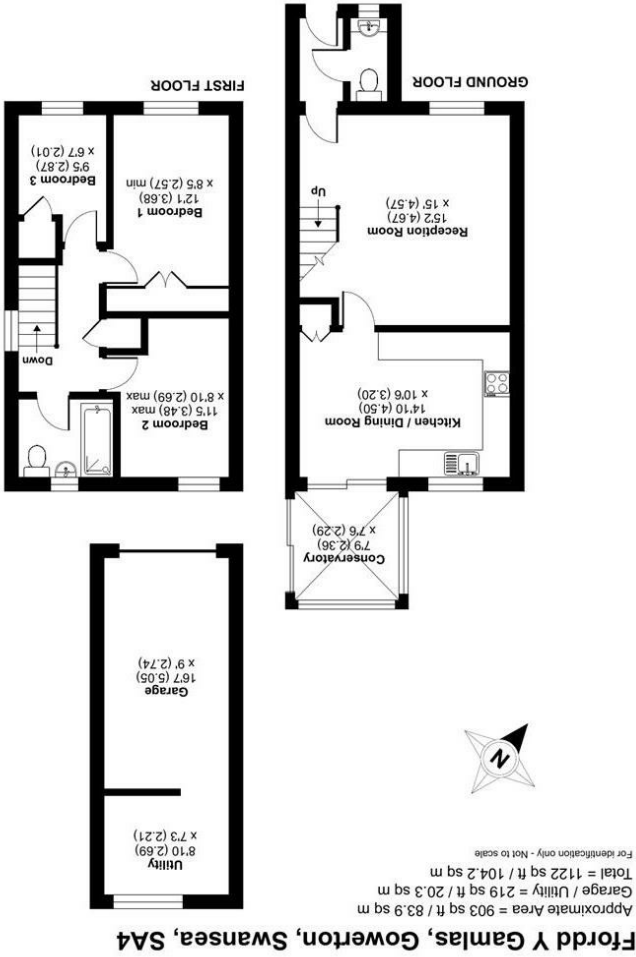 Ffordd Y Gamlas, Gowerton, Swansea, SA4
Approximate Area = 903 sq ft / 83.9 sq m
Garage / Utility = 219 sq ft / 20.3 sq m
Total = 1122 sq ft / 104.2 sq m
For identification only - Not to scale
N
Utility
8'10 (2.69)
x 7'3 (2.21)
Garage
16'7 (5.05)
x 9' (2.74)
Conservatory
7'9 (2.36)
x 7'6 (2.29)
Kitchen / Dining Room
14'10 (4.50)
x 10'6 (3.20)
Reception Room
15'2 (4.67)
x 15' (4.57)
Up
GROUND FLOOR
Bedroom 2
11'5 (3.48) max
x 8'10 (2.69) max
Down
Bedroom 1
12'1 (3.68)
x 8'5 (2.57) min
Bedroom 3
9'5 (2.87)
x 6'7 (2.01)
FIRST FLOOR